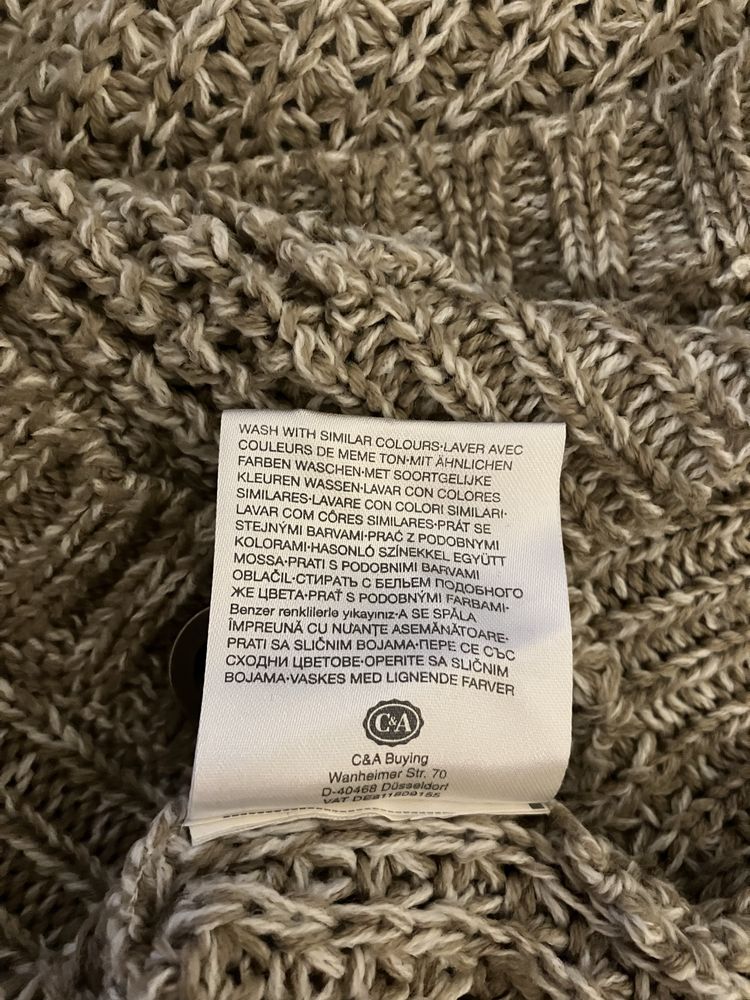 WASH WITH SIMILAR COLOURS·LAVER AVEC
COULEURS DE MEME TON·MIT ÄHNLICHEN
FARBEN WASCHEN·MET SOORTGELIJKE
KLEUREN WASSEN·LAVAR CON COLORES
SIMILARES·LAVARE CON COLORI SIMILARI·
LAVAR COM CÔRES SIMILARES·PRÁT SE
STEJNÝMI BARVAMI·PRAĆ Z PODOBNYMI
KOLORAMI·HASONLÓ SZÍNEKKEL EGYÜTT
MOSSA·PRATI S PODOBNIMI BARVAMI
OBLAČIL·СТИРАТЬ С БЕЛЬЕМ ПОДОБНОГО
ЖЕ ЦВЕТА·PRAŤ S PODOBNÝMI FARBAMI·
Benzer renklilerle yıkayınız·A SE SPĂLA
ÎMPREUNĂ CU NUANȚE ASEMĂNĂTOARE·
PRATI SA SLIČNIM BOJAMA·ПЕРЕ СЕ СЪС
СХОДНИ ЦВЕТОВЕ·OPERITE SA SLIČNIM
BOJAMA·VASKES MED LIGNENDE FARVER
C&A
C&A Buying
Wanheimer Str. 70
D-40468 Düsseldorf
VAT DE811809155